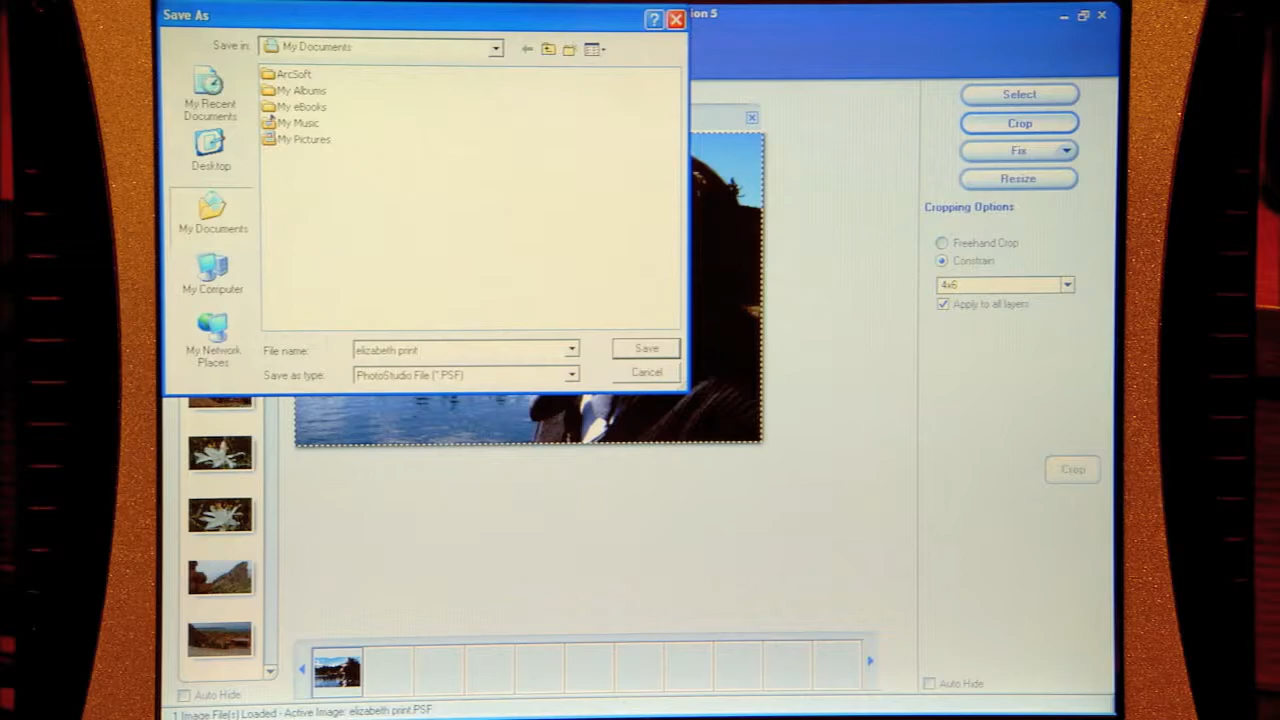 Save As
ion 5
Save in:
My Documents
ArcSoft
My Albums
My eBooks
My Music
My Pictures
My Recent
Documents
Desktop
My Documents
My Computer
My Network
Places
File name:
elizabeth print
Save
Save as type:
PhotoStudio File (*.PSF)
Cancel
Select
Crop
Fix
Resize
Cropping Options
Freehand Crop
Constrain
4x6
Apply to all layers
Crop
Auto Hide
Auto Hide
1 Image File(s) Loaded - Active Image: elizabeth print.PSF